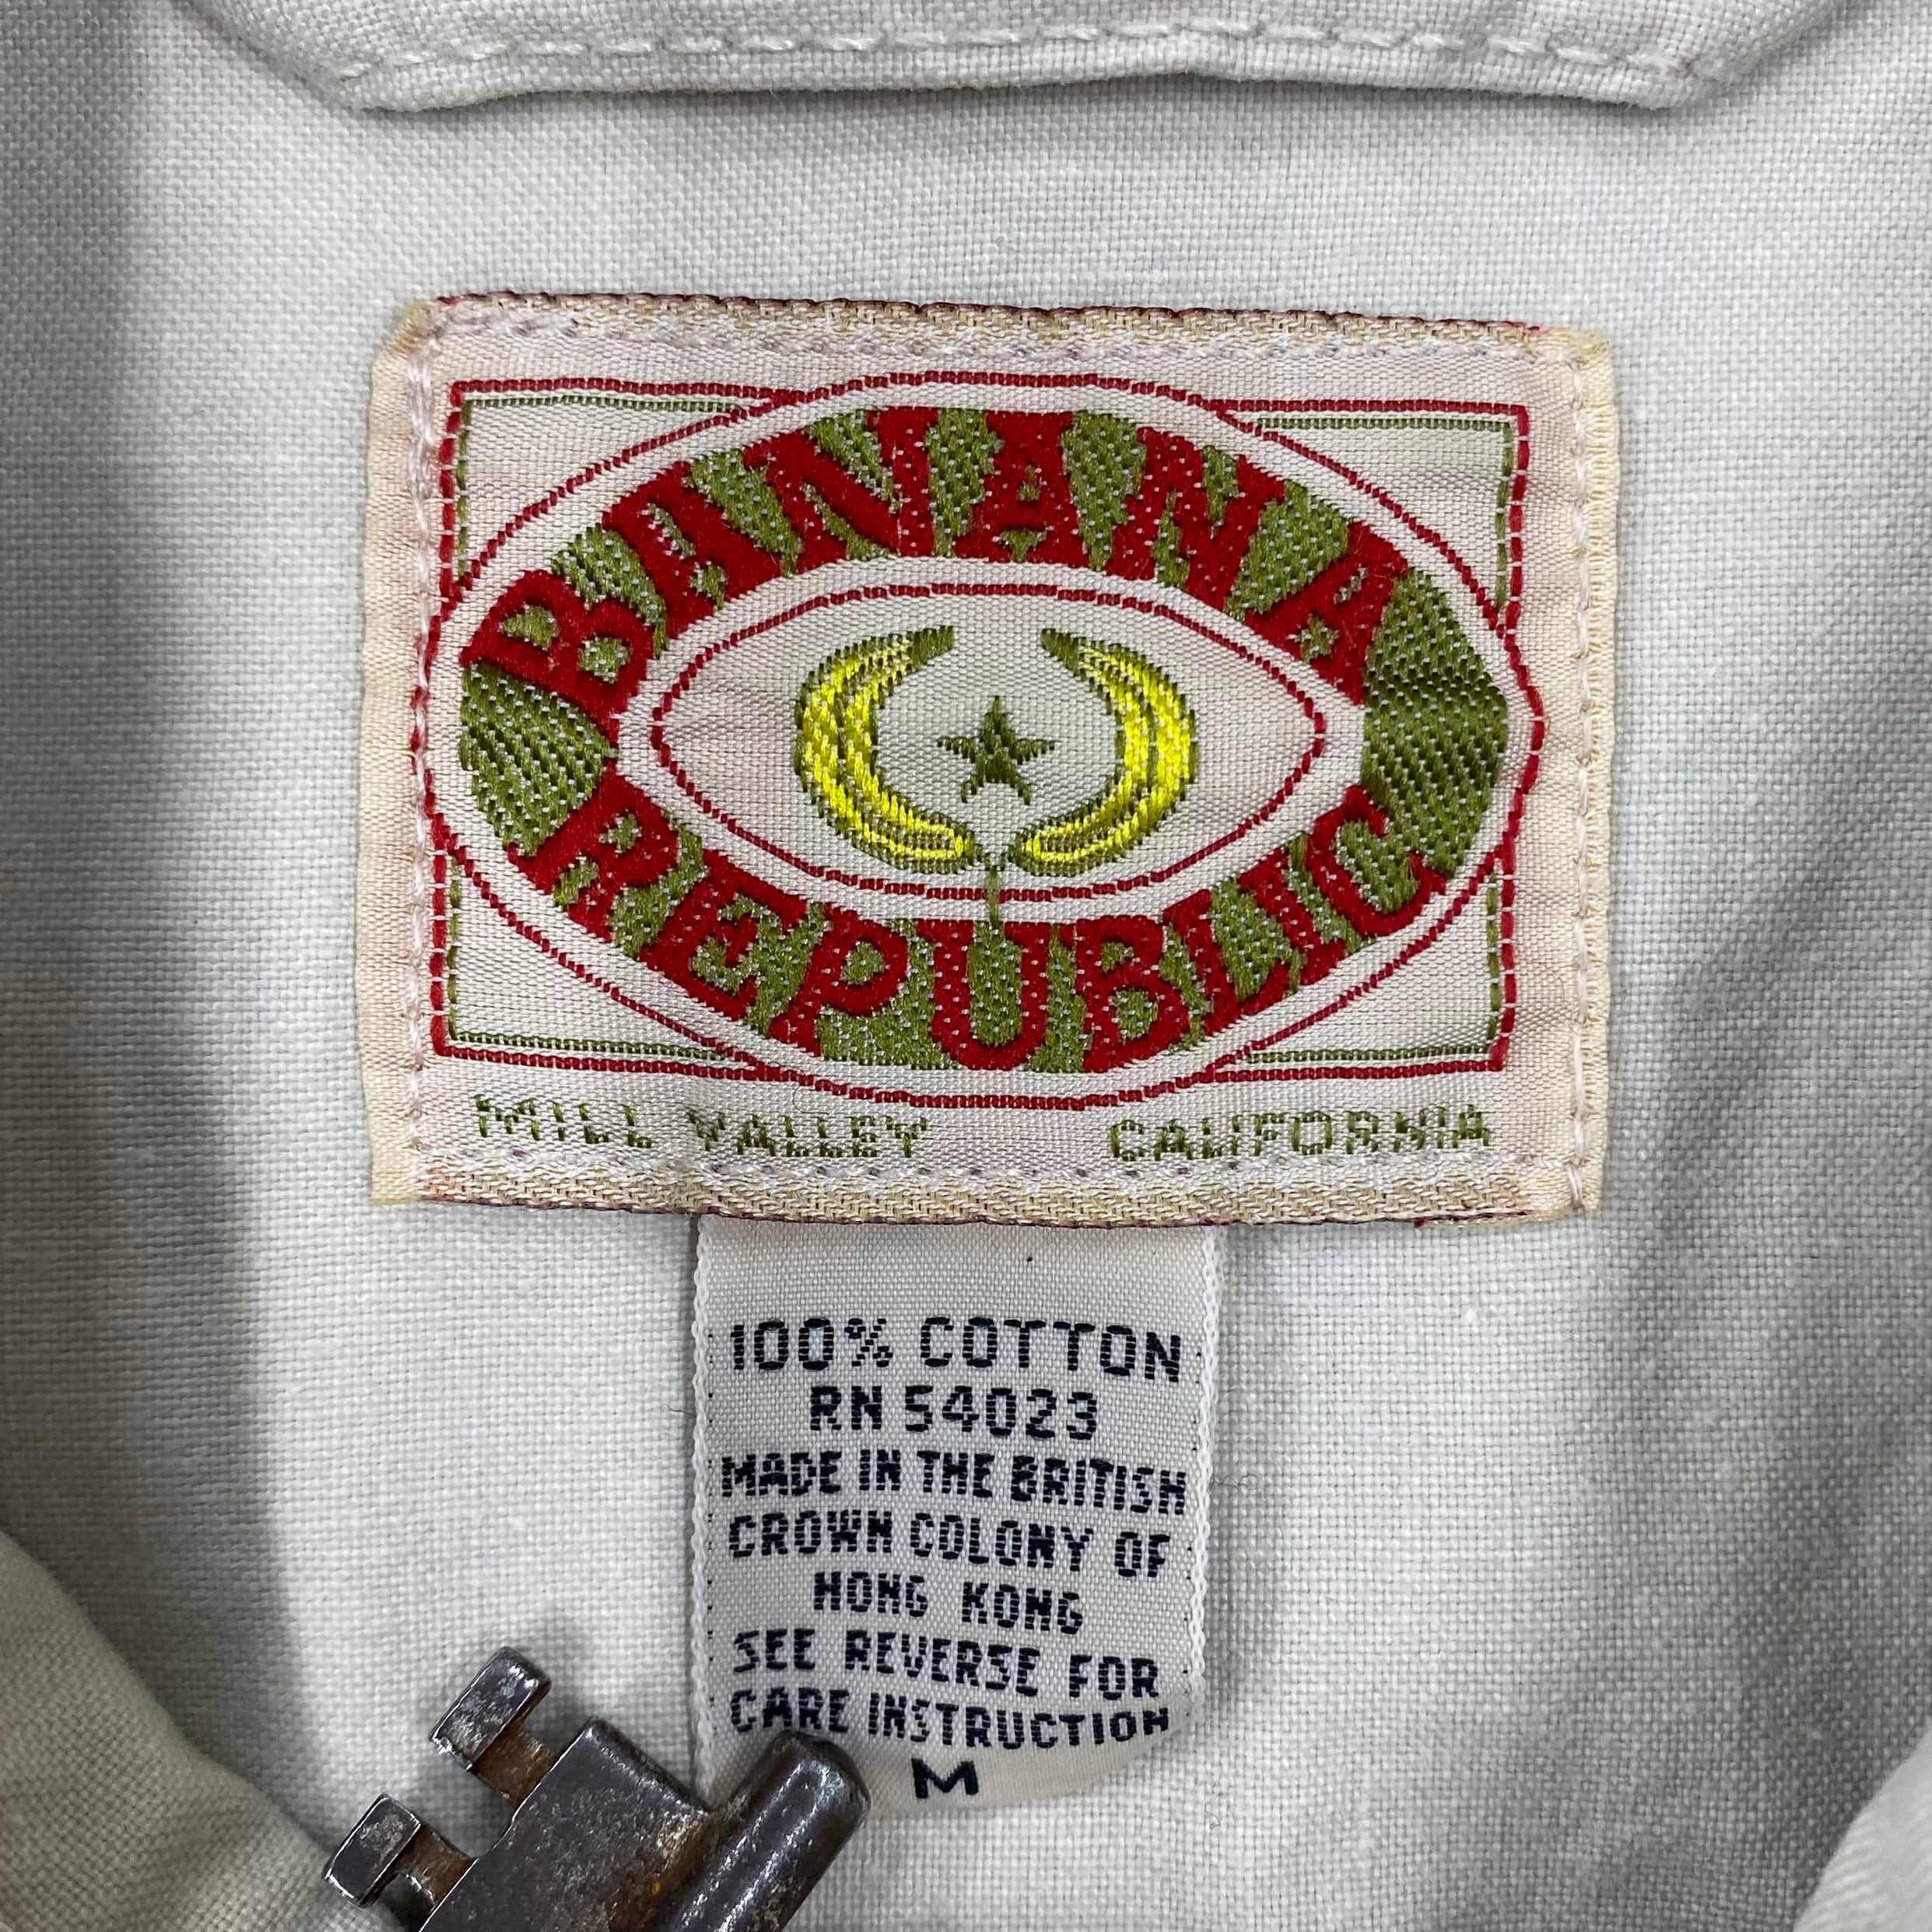 BANANA
REPUBLIC
MILL VALLEY CALIFORNIA
100% COTTON
RN 54023
MADE IN THE BRITISH
CROWN COLONY OF
HONG KONG
SEE REVERSE FOR
CARE INSTRUCTION
M